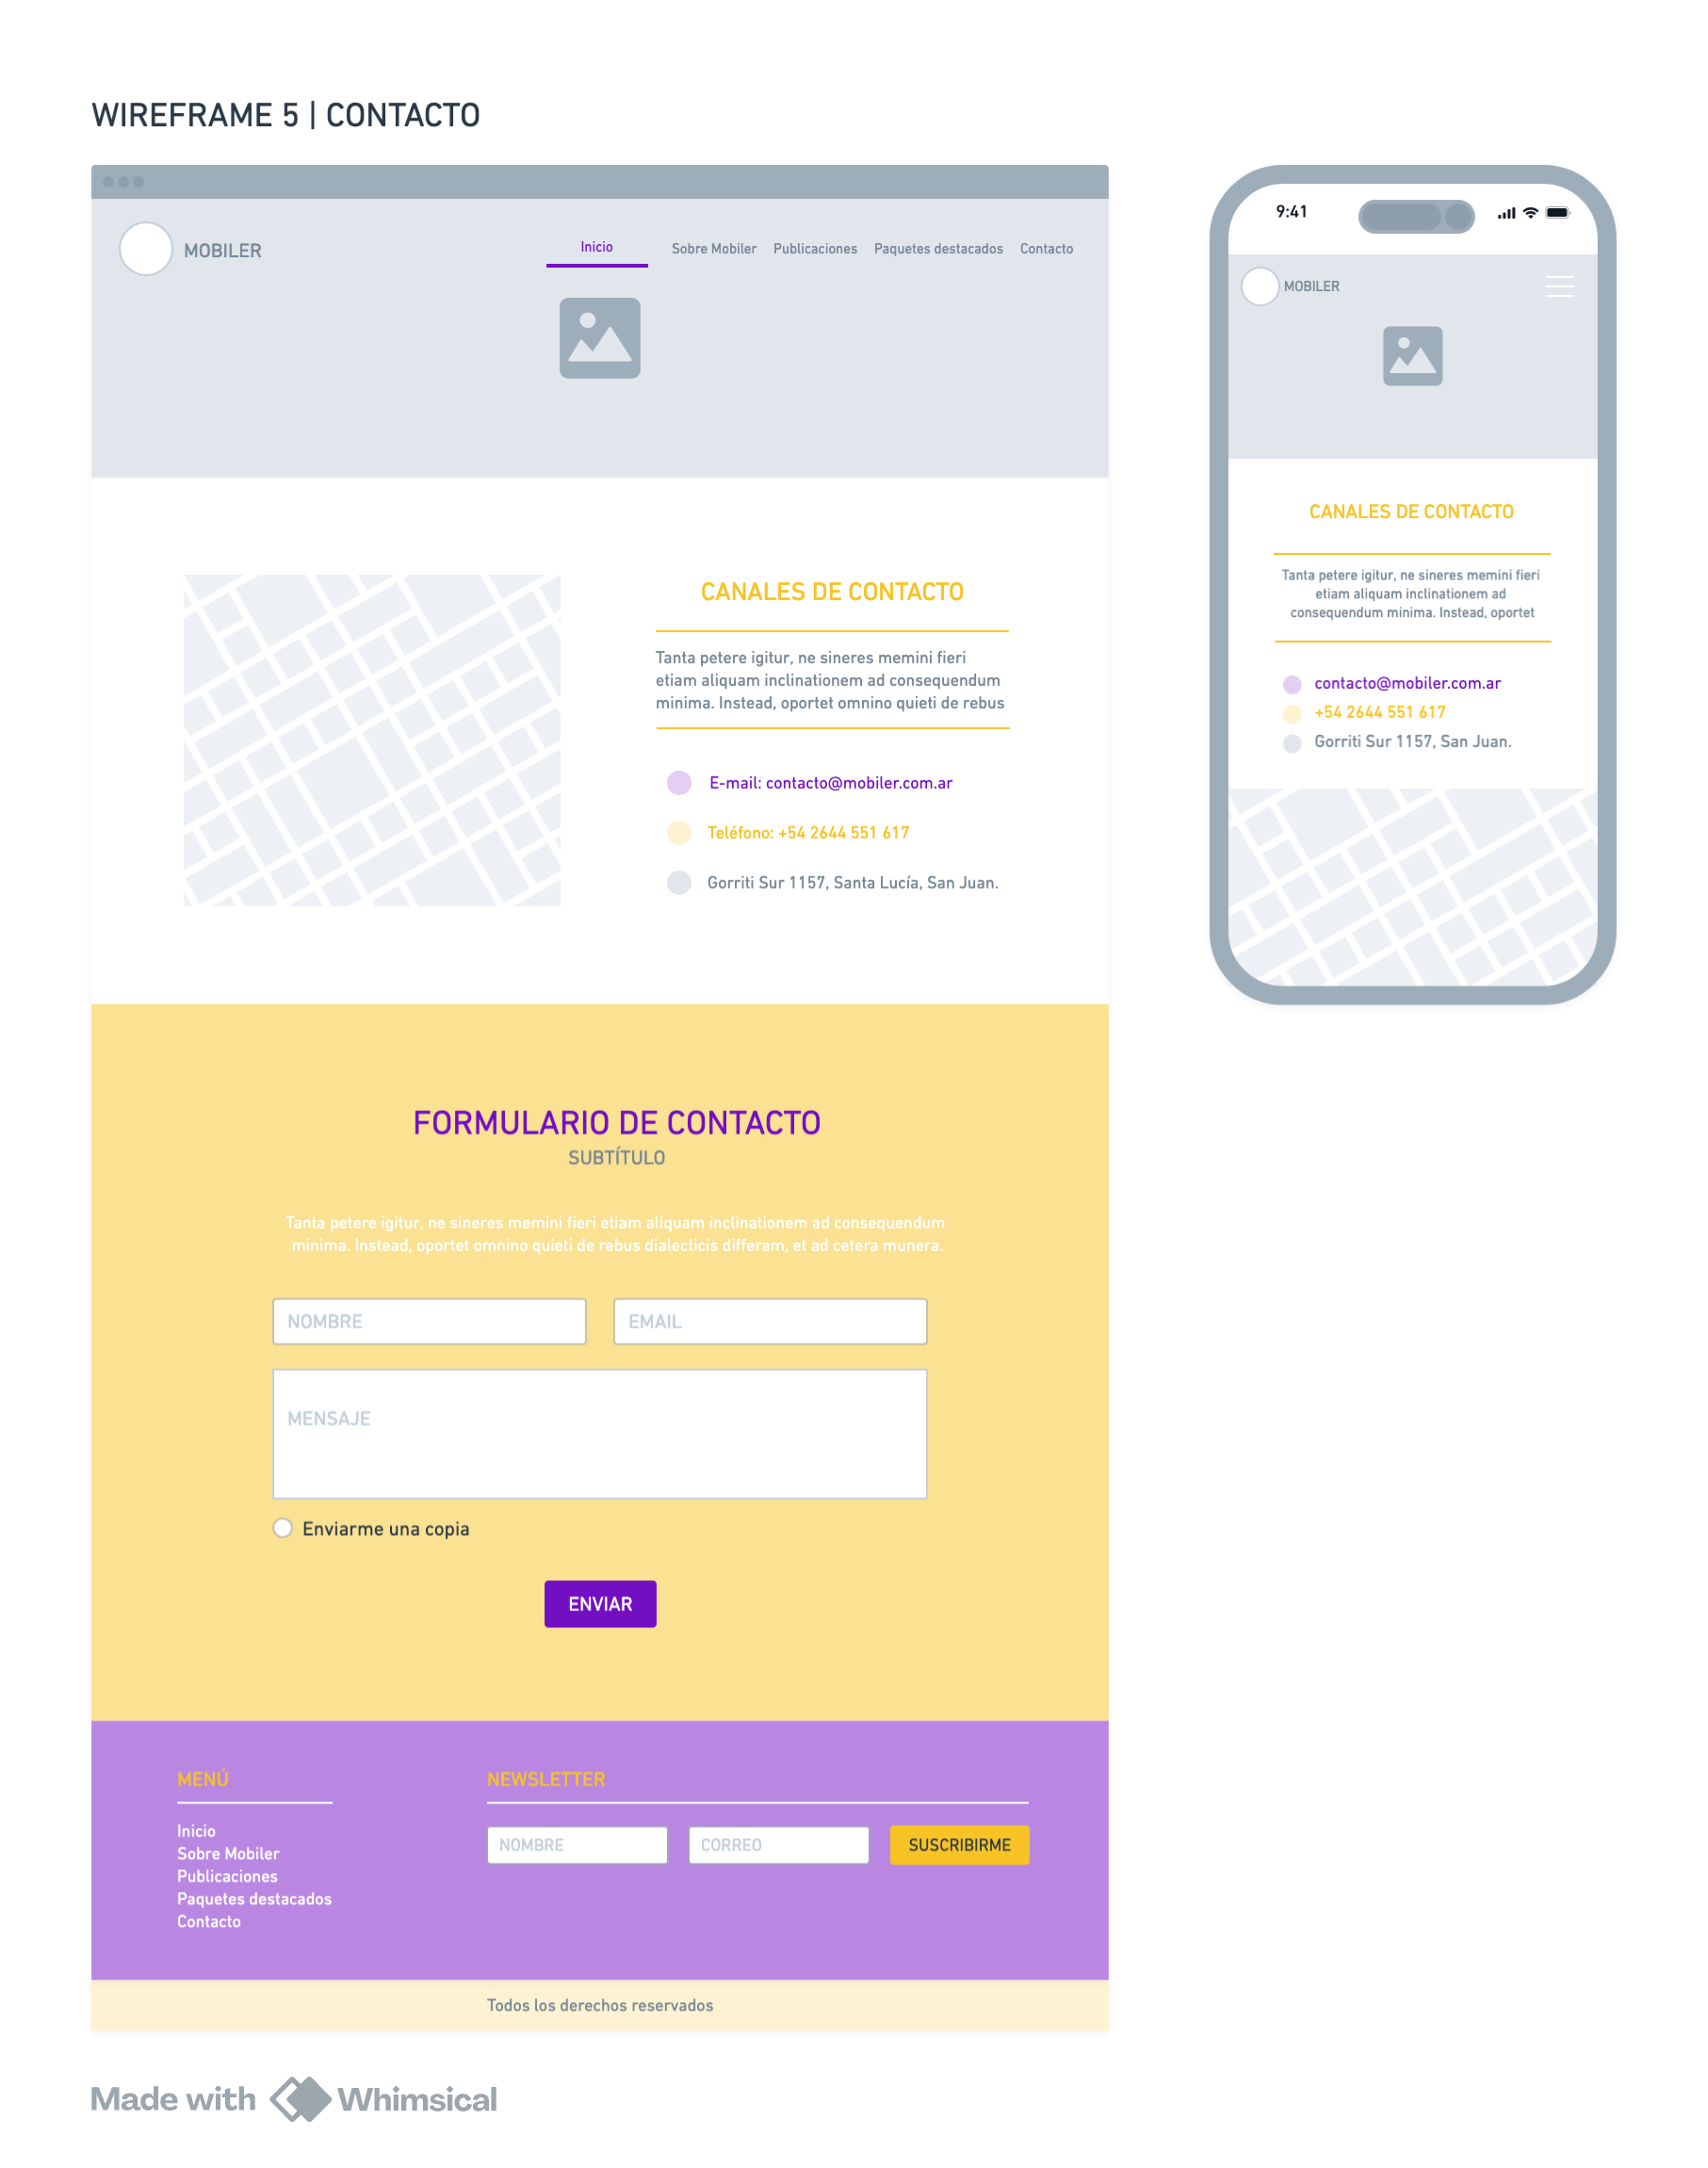 WIREFRAME 5 | CONTACTO
MOBILER
Inicio
Sobre Mobiler
Publicaciones
Paquetes destacados
Contacto
CANALES DE CONTACTO
Tanta petere igitur, ne sineres memini fieri
etiam aliquam inclinationem ad consequendum
minima. Instead, oportet omnino quieti de rebus
E-mail: contacto@mobiler.com.ar
Teléfono: +54 2644 551 617
Gorriti Sur 1157, Santa Lucía, San Juan.
FORMULARIO DE CONTACTO
SUBTÍTULO
Tanta petere igitur, ne sineres memini fieri etiam aliquam inclinationem ad consequendum
minima. Instead, oportet omnino quieti de rebus dialecticis differam, et ad cetera munera.
NOMBRE
EMAIL
MENSAJE
Enviarme una copia
ENVIAR
MENÚ
Inicio
Sobre Mobiler
Publicaciones
Paquetes destacados
Contacto
NEWSLETTER
NOMBRE
CORREO
SUSCRIBIRME
Todos los derechos reservados
9:41
MOBILER
CANALES DE CONTACTO
Tanta petere igitur, ne sineres memini fieri
etiam aliquam inclinationem ad
consequendum minima. Instead, oportet
contacto@mobiler.com.ar
+54 2644 551 617
Gorriti Sur 1157, San Juan.
Made with Whimsical